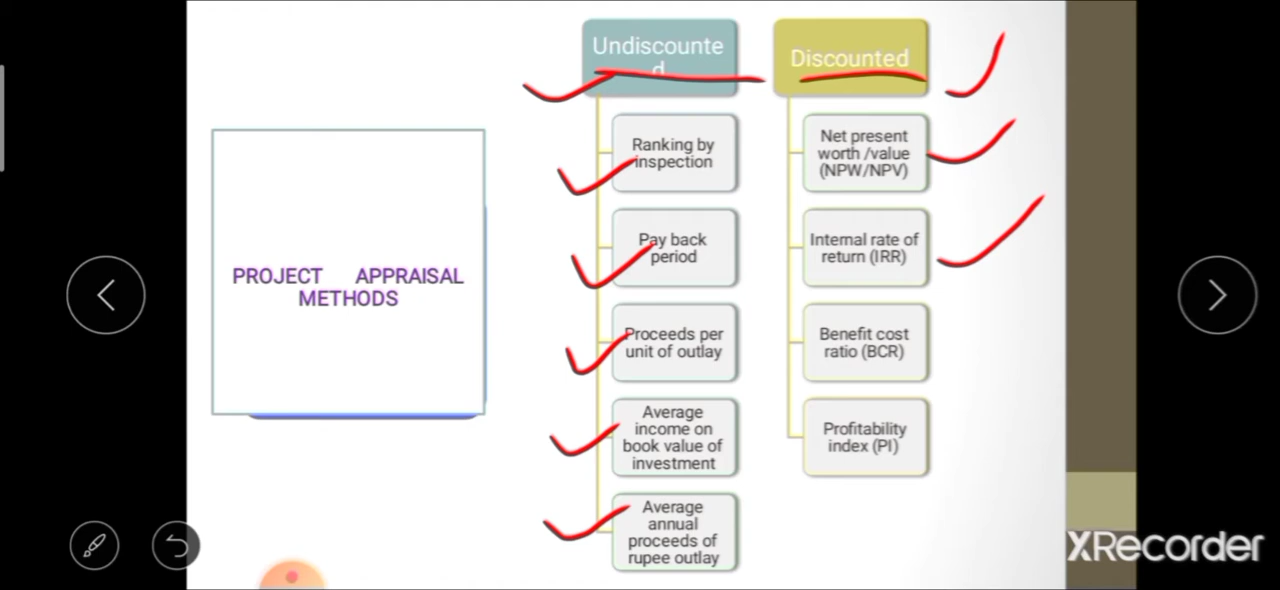 PROJECT APPRAISAL
METHODS
Undiscounte
d
Ranking by
inspection
Pay back
period
Proceeds per
unit of outlay
Average
income on
book value of
investment
Average
annual
proceeds of
rupee outlay
Discounted
Net present
worth /value
(NPW/NPV)
Internal rate of
return (IRR)
Benefit cost
ratio (BCR)
Profitability
index (PI)
XRecorder